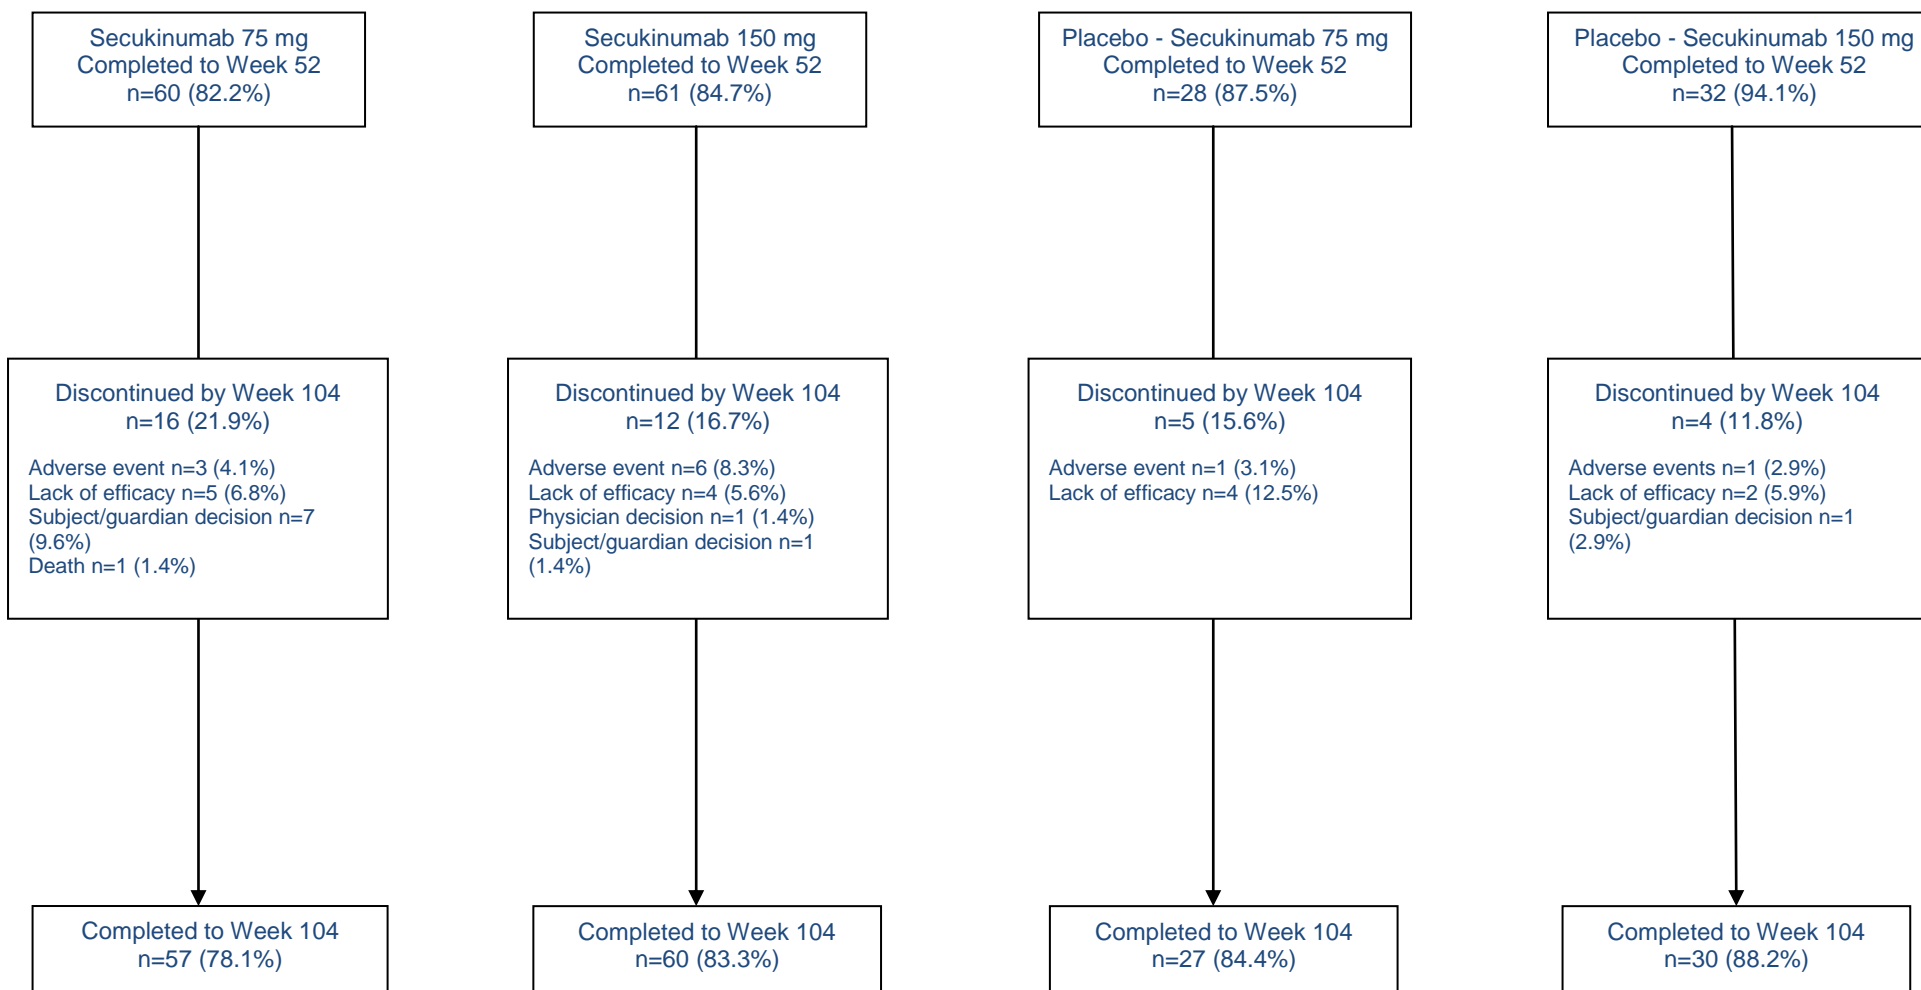 Secukinumab 75 mg
Completed to Week 52
n=60 (82.2%)
Secukinumab 150 mg
Completed to Week 52
n=61 (84.7%)
Placebo - Secukinumab 75 mg
Completed to Week 52
n=28 (87.5%)
Placebo - Secukinumab 150 mg
Completed to Week 52
n=32 (94.1%)
Discontinued by Week 104
n=16 (21.9%)
Adverse event n=3 (4.1%)
Lack of efficacy n=5 (6.8%)
Subject/guardian decision n=7
(9.6%)
Death n=1 (1.4%)
Discontinued by Week 104
n=12 (16.7%)
Adverse event n=6 (8.3%)
Lack of efficacy n=4 (5.6%)
Physician decision n=1 (1.4%)
Subject/guardian decision n=1
(1.4%)
Discontinued by Week 104
n=5 (15.6%)
Adverse event n=1 (3.1%)
Lack of efficacy n=4 (12.5%)
Discontinued by Week 104
n=4 (11.8%)
Adverse events n=1 (2.9%)
Lack of efficacy n=2 (5.9%)
Subject/guardian decision n=1
(2.9%)
Completed to Week 104
n=57 (78.1%)
Completed to Week 104
n=60 (83.3%)
Completed to Week 104
n=27 (84.4%)
Completed to Week 104
n=30 (88.2%)